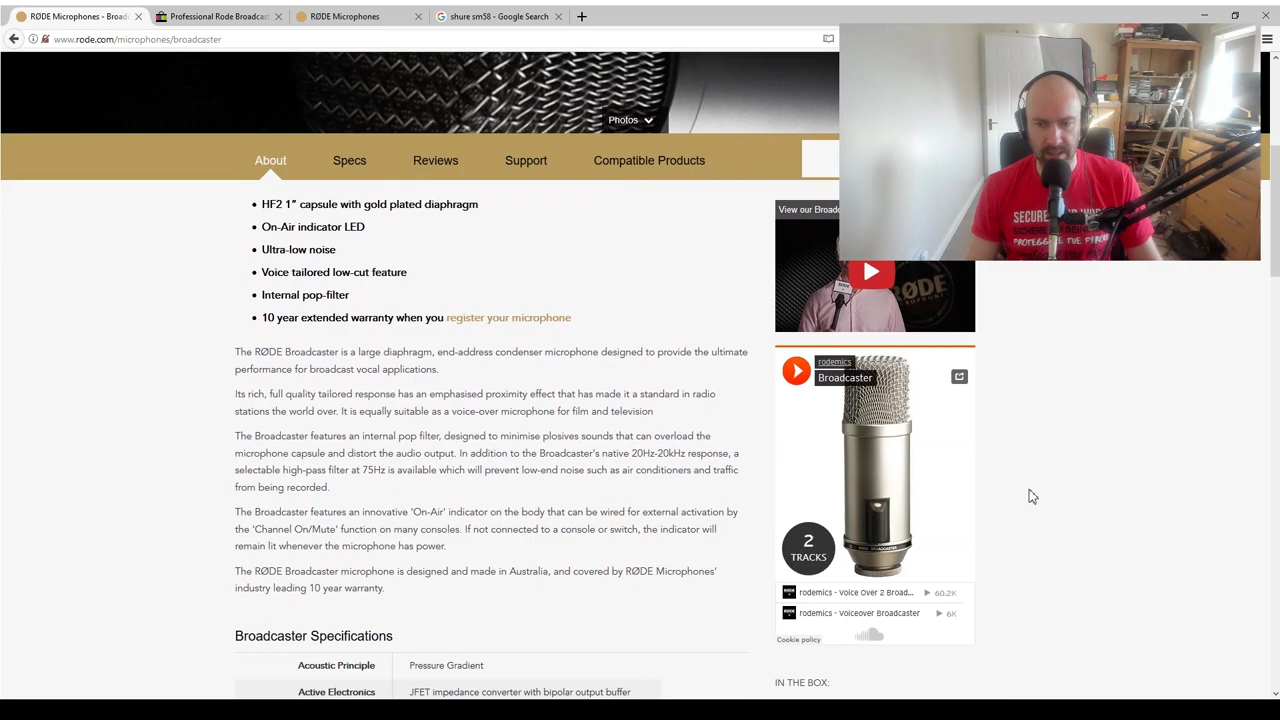 RØDE Microphones - Broadc
Professional Rode Broadcast
RØDE Microphones
shure sm58 - Google Search
www.rode.com/microphones/broadcaster
Photos
About
Specs
Reviews
Support
Compatible Products
HF2 1” capsule with gold plated diaphragm
On-Air indicator LED
Ultra-low noise
Voice tailored low-cut feature
Internal pop-filter
10 year extended warranty when you register your microphone
The RØDE Broadcaster is a large diaphragm, end-address condenser microphone designed to provide the ultimate
performance for broadcast vocal applications.
Its rich, full quality tailored response has an emphasised proximity effect that has made it a standard in radio
stations the world over. It is equally suitable as a voice-over microphone for film and television
The Broadcaster features an internal pop filter, designed to minimise plosives sounds that can overload the
microphone capsule and distort the audio output. In addition to the Broadcaster's native 20Hz-20kHz response, a
selectable high-pass filter at 75Hz is available which will prevent low-end noise such as air conditioners and traffic
from being recorded.
The Broadcaster features an innovative 'On-Air' indicator on the body that can be wired for external activation by
the 'Channel On/Mute' function on many consoles. If not connected to a console or switch, the indicator will
remain lit whenever the microphone has power.
The RØDE Broadcaster microphone is designed and made in Australia, and covered by RØDE Microphones'
industry leading 10 year warranty.
Broadcaster Specifications
Acoustic Principle Pressure Gradient
Active Electronics JFET impedance converter with bipolar output buffer
View our Broadc
RØDE
SECURE
rodemics
Broadcaster
2
TRACKS
RØDE BROADCASTER
rodemics - Voice Over 2 Broad... 60.2K
rodemics - Voiceover Broadcaster 6K
Cookie policy
IN THE BOX: